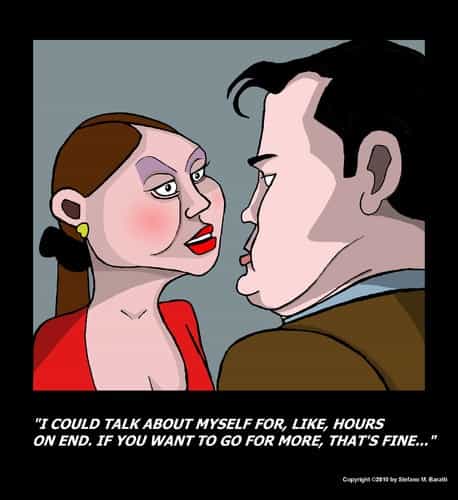 "I COULD TALK ABOUT MYSELF FOR, LIKE, HOURS
ON END. IF YOU WANT TO GO FOR MORE, THAT'S FINE..."
Copyright ©2010 by Stefano M. Baratti